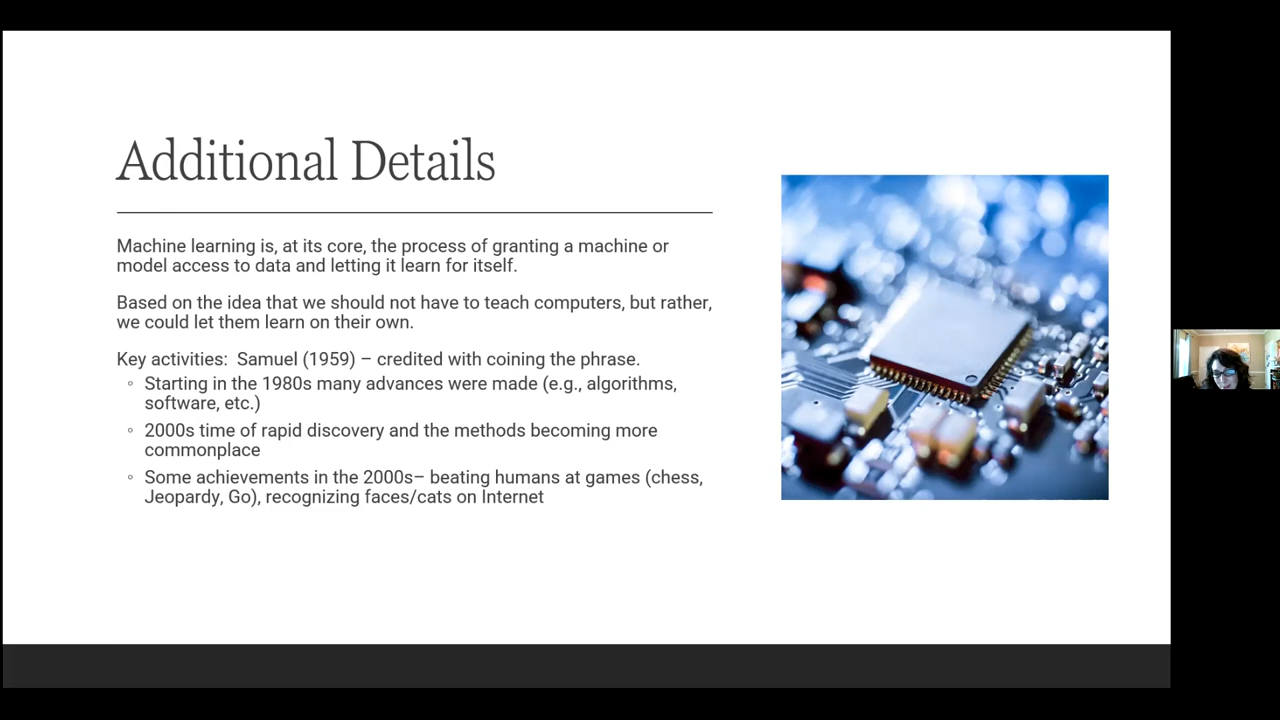 Additional Details
Machine learning is, at its core, the process of granting a machine or
model access to data and letting it learn for itself.
Based on the idea that we should not have to teach computers, but rather,
we could let them learn on their own.
Key activities:  Samuel (1959) – credited with coining the phrase.
◦ Starting in the 1980s many advances were made (e.g., algorithms,
software, etc.)
◦ 2000s time of rapid discovery and the methods becoming more
commonplace
◦ Some achievements in the 2000s– beating humans at games (chess,
Jeopardy, Go), recognizing faces/cats on Internet